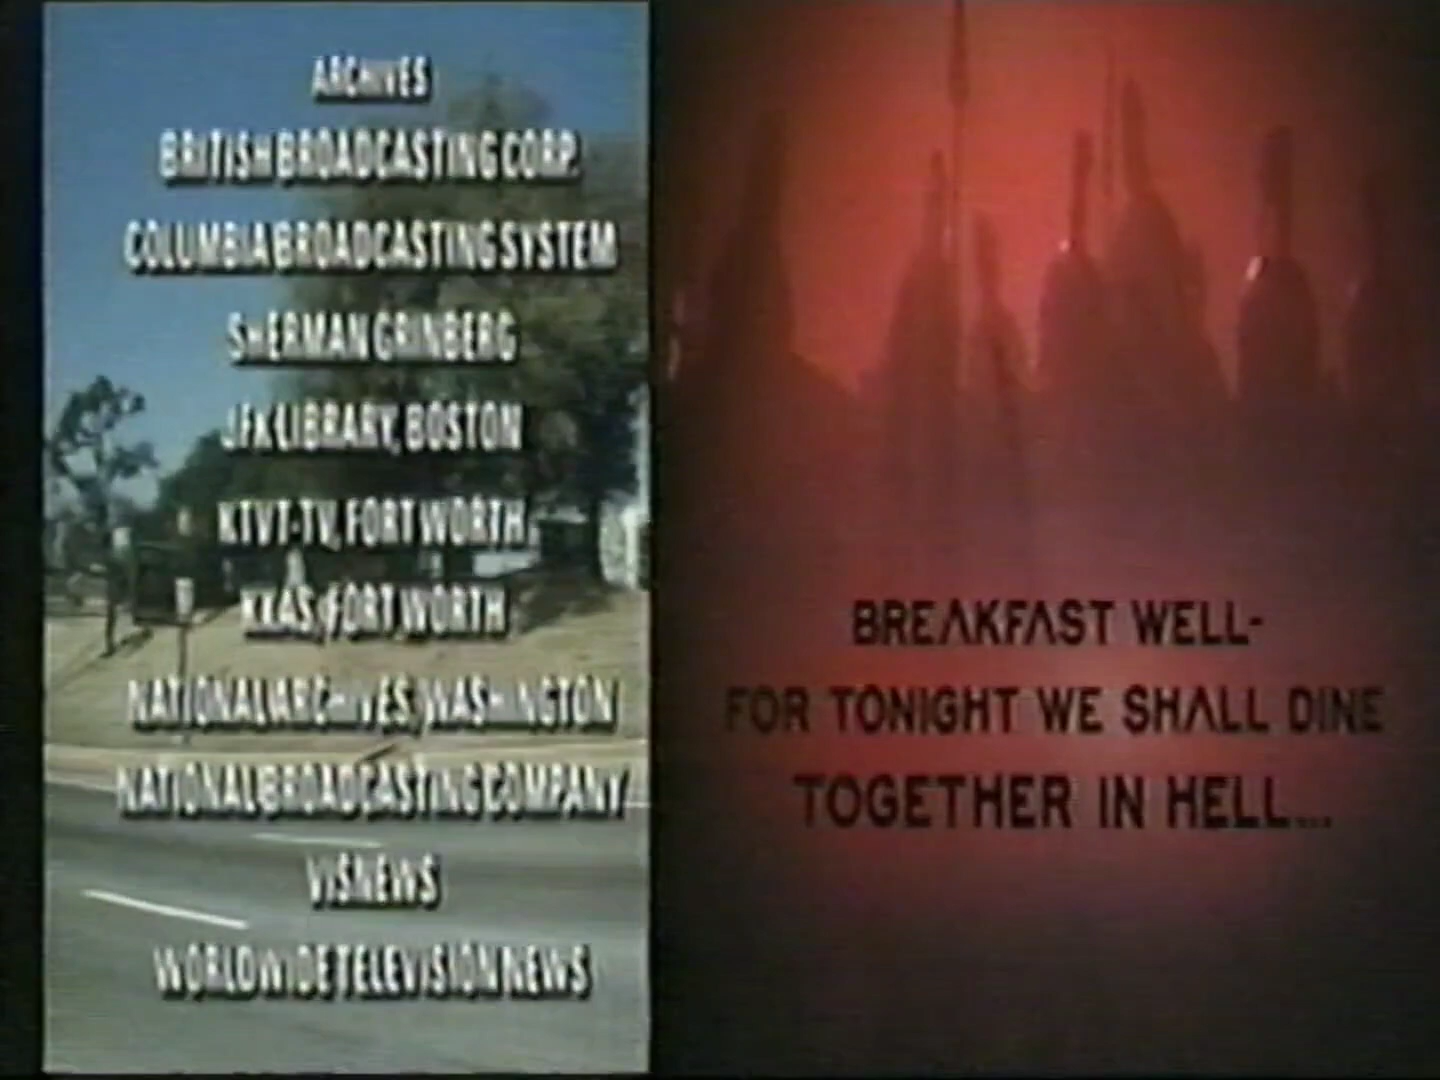 ARCHIVES
BRITISH BROADCASTING CORP.
COLUMBIA BROADCASTING SYSTEM
SHERMAN GRINBERG
JFK LIBRARY, BOSTON
KTVT-TV, FORT WORTH
KXAS, FORT WORTH
NATIONAL ARCHIVES, WASHINGTON
NATIONAL BROADCASTING COMPANY
VISNEWS
WORLDWIDE TELEVISION NEWS
BREAKFAST WELL-
FOR TONIGHT WE SHALL DINE
TOGETHER IN HELL...